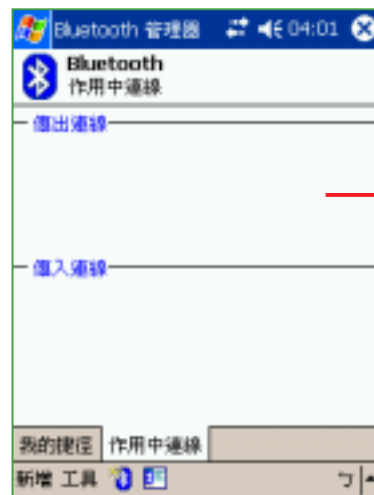 Bluetooth 管理器 04:01
Bluetooth
作用中連線
傳出連線
傳入連線
我的捷徑 作用中連線
新增 工具 ㄅ